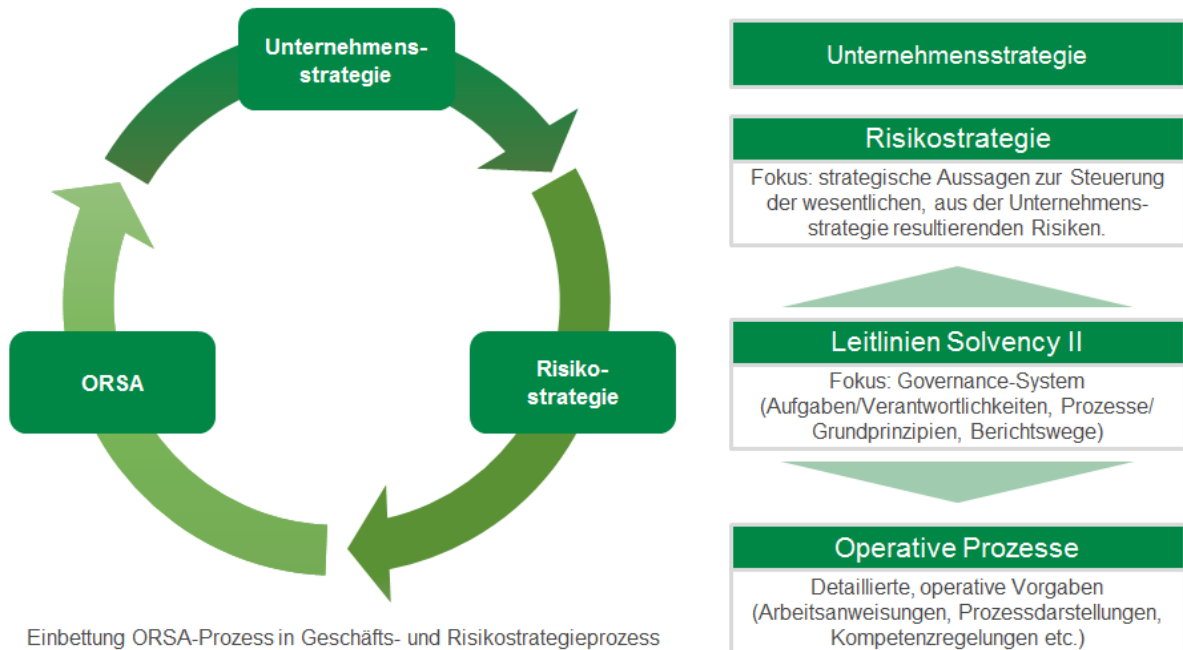 Unternehmens-
strategie
Risiko-
strategie
ORSA
Einbettung ORSA-Prozess in Geschäfts- und Risikostrategieprozess
Unternehmensstrategie
Risikostrategie
Fokus: strategische Aussagen zur Steuerung
der wesentlichen, aus der Unternehmens-
strategie resultierenden Risiken.
Leitlinien Solvency II
Fokus: Governance-System
(Aufgaben/Verantwortlichkeiten, Prozesse/
Grundprinzipien, Berichtswege)
Operative Prozesse
Detaillierte, operative Vorgaben
(Arbeitsanweisungen, Prozessdarstellungen,
Kompetenzregelungen etc.)